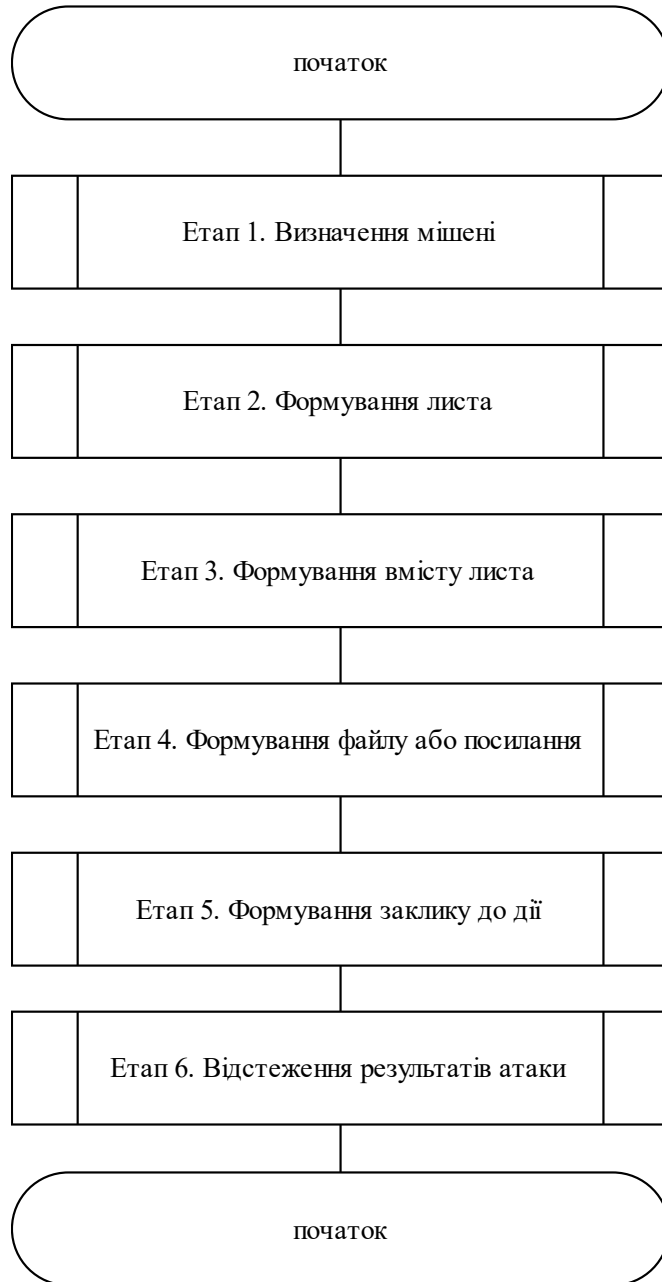 початок
Етап 1. Визначення мішені
Етап 2. Формування листа
Етап 3. Формування вмісту листа
Етап 4. Формування файлу або посилання
Етап 5. Формування заклику до дії
Етап 6. Відстеження результатів атаки
початок